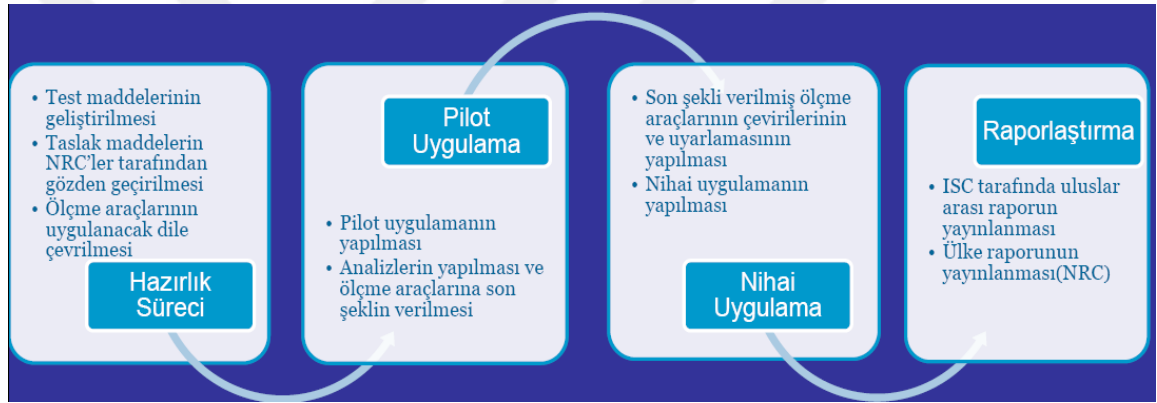 • Test maddelerinin
geliştirilmesi
• Taslak maddelerin
NRC'ler tarafından
gözden geçirilmesi
• Ölçme araçlarının
uygulanacak dile
çevrilmesi
Hazırlık
Süreci
Pilot
Uygulama
• Pilot uygulamanın
yapılması
• Analizlerin yapılması ve
ölçme araçlarına son
şeklin verilmesi
• Son şekli verilmiş ölçme
araçlarının çevirilerinin
ve uyarlamasının
yapılması
• Nihai uygulamanın
yapılması
Nihai
Uygulama
Raporlaştırma
• ISC tarafında uluslar
arası raporun
yayınlanması
• Ülke raporunun
yayınlanması(NRC)